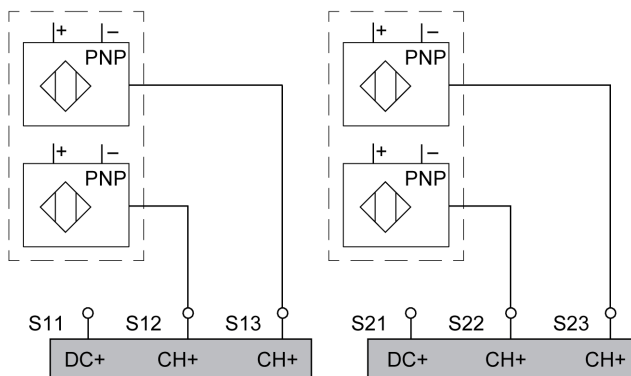 + − + −
PNP PNP
+ − + −
PNP PNP
S11 S12 S13 S21 S22 S23
DC+ CH+ CH+ DC+ CH+ CH+